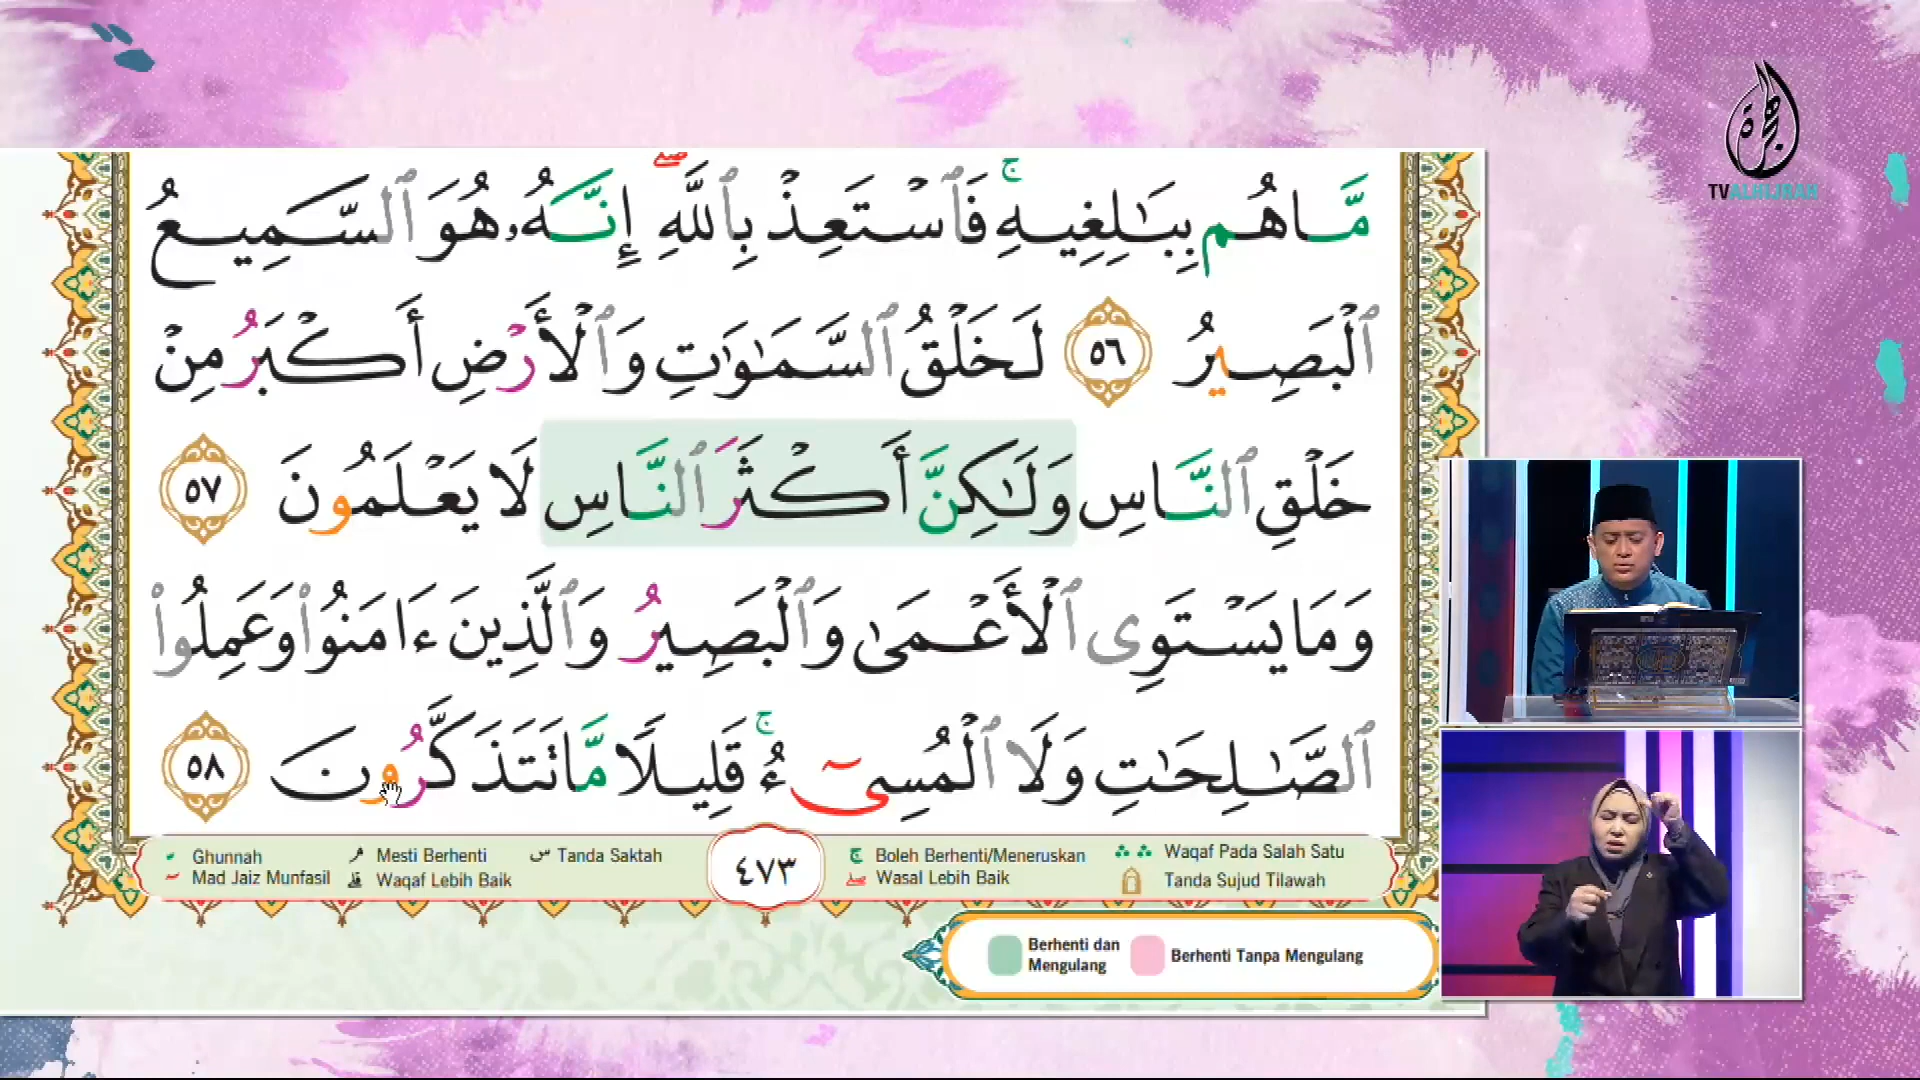 مَّا هُم بِبَٰلِغِيهِۚ فَٱسۡتَعِذۡ بِٱللَّهِۖ إِنَّهُۥ هُوَ ٱلسَّمِيعُ
ٱلۡبَصِيرُ ٥٦ لَخَلۡقُ ٱلسَّمَٰوَٰتِ وَٱلۡأَرۡضِ أَكۡبَرُ مِنۡ
خَلۡقِ ٱلنَّاسِ وَلَٰكِنَّ أَكۡثَرَ ٱلنَّاسِ لَا يَعۡلَمُونَ ٥٧
وَمَا يَسۡتَوِى ٱلۡأَعۡمَىٰ وَٱلۡبَصِيرُ وَٱلَّذِينَ ءَامَنُوا۟ وَعَمِلُوا۟
ٱلصَّٰلِحَٰتِ وَلَا ٱلۡمُسِىٓءُۚ قَلِيلًا مَّا تَتَذَكَّرُونَ ٥٨
Ghunnah
Mad Jaiz Munfasil
م Mesti Berhenti
قلى Waqaf Lebih Baik
س Tanda Saktah
٤٧٣
ج Boleh Berhenti/Meneruskan
صلى Wasal Lebih Baik
Waqaf Pada Salah Satu
Tanda Sujud Tilawah
Berhenti dan
Mengulang
Berhenti Tanpa Mengulang
هجرة
TVALHIJRAH